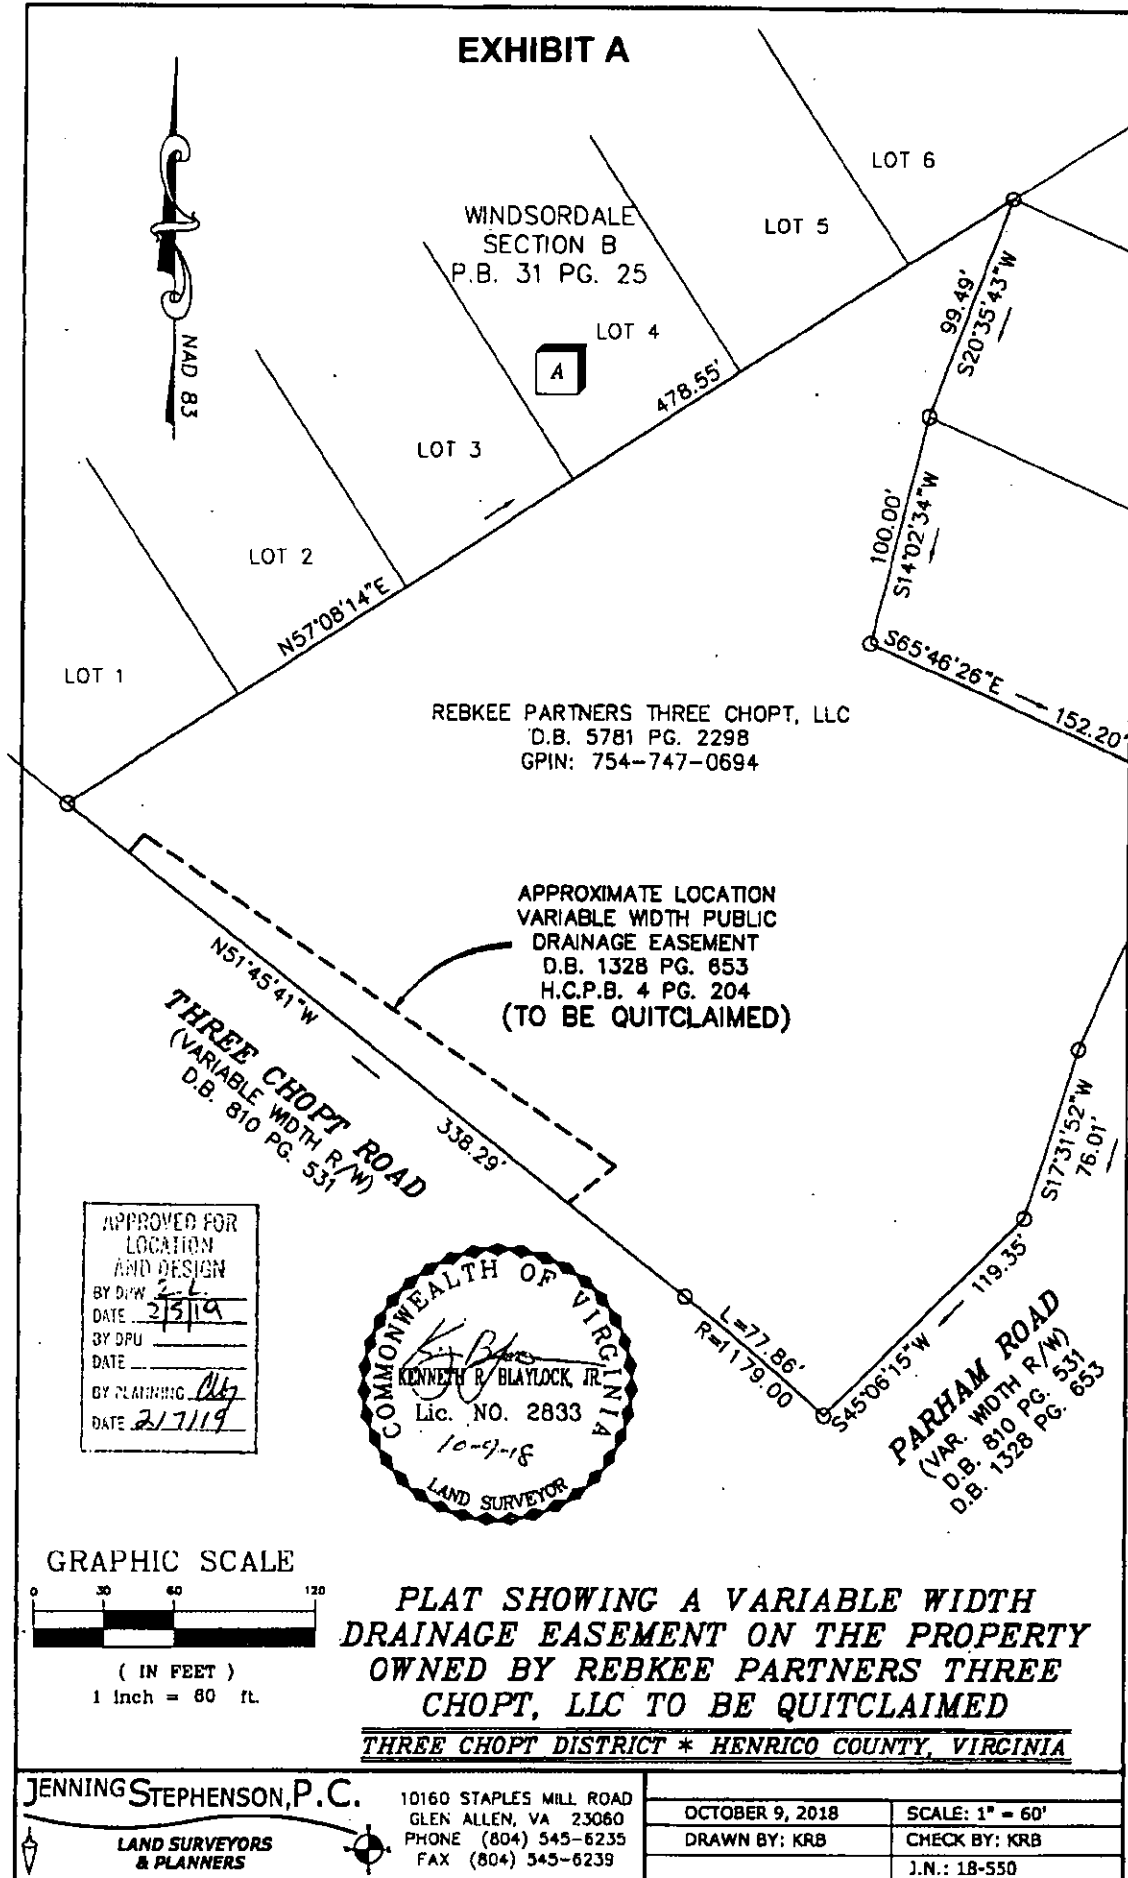 EXHIBIT A
NAD 83
WINDSORDALE
SECTION B
P.B. 31 PG. 25
LOT 6
LOT 5
LOT 4
A
LOT 3
LOT 2
LOT 1
478.55'
N57°08'14"E
99.49'
S20°35'43"W
100.00'
S14°02'34"W
S65°46'26"E
152.20'
REBKEE PARTNERS THREE CHOPT, LLC
D.B. 5781 PG. 2298
GPIN: 754-747-0694
APPROXIMATE LOCATION
VARIABLE WIDTH PUBLIC
DRAINAGE EASEMENT
D.B. 1328 PG. 653
H.C.P.B. 4 PG. 204
(TO BE QUITCLAIMED)
N51°45'41"W
338.29'
THREE CHOPT ROAD
(VARIABLE WIDTH R/W)
D.B. 810 PG. 531
S17°31'52"W
76.01'
119.35'
S45°06'15"W
L=77.86'
R=1179.00
PARHAM ROAD
(VAR. WIDTH R/W)
D.B. 810 PG. 531
D.B. 1328 PG. 653
APPROVED FOR
LOCATION
AND DESIGN
BY DPW
DATE 2/5/19
BY DPU
DATE
BY PLANNING
DATE 2/7/19
COMMONWEALTH OF VIRGINIA
KENNETH R. BLAYLOCK, JR.
Lic. NO. 2833
10-9-18
LAND SURVEYOR
GRAPHIC SCALE
0 30 60 120
( IN FEET )
1 inch = 60 ft.
PLAT SHOWING A VARIABLE WIDTH
DRAINAGE EASEMENT ON THE PROPERTY
OWNED BY REBKEE PARTNERS THREE
CHOPT, LLC TO BE QUITCLAIMED
THREE CHOPT DISTRICT * HENRICO COUNTY, VIRGINIA
JENNING STEPHENSON, P.C.
LAND SURVEYORS
& PLANNERS
10160 STAPLES MILL ROAD
GLEN ALLEN, VA 23060
PHONE (804) 545-6235
FAX (804) 545-6239
OCTOBER 9, 2018
SCALE: 1" = 60'
DRAWN BY: KRB
CHECK BY: KRB
J.N.: 18-550